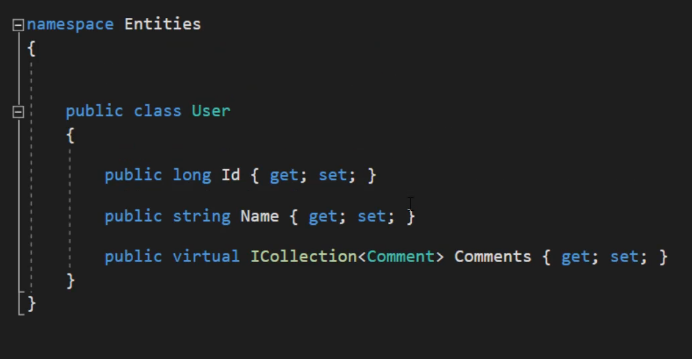 namespace Entities
{
public class User
{
public long Id { get; set; }
public string Name { get; set; }
public virtual ICollection<Comment> Comments { get; set; }
}
}